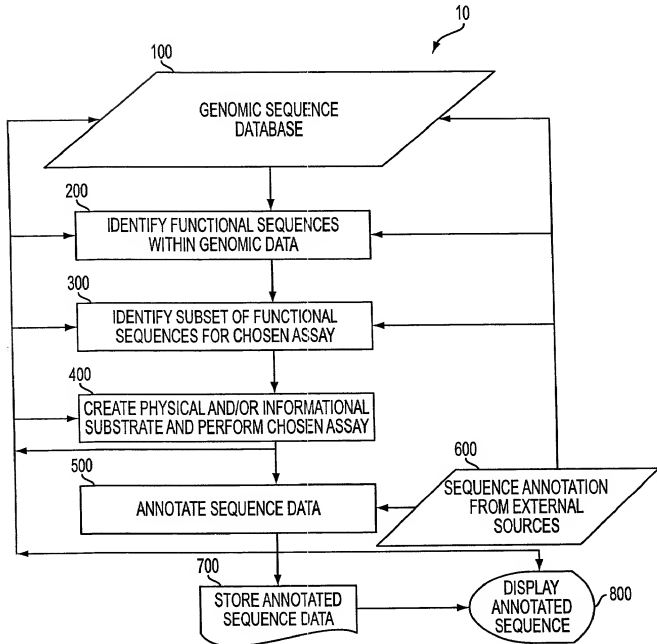 10
100
GENOMIC SEQUENCE
DATABASE
200
IDENTIFY FUNCTIONAL SEQUENCES
WITHIN GENOMIC DATA
300
IDENTIFY SUBSET OF FUNCTIONAL
SEQUENCES FOR CHOSEN ASSAY
400
CREATE PHYSICAL AND/OR INFORMATIONAL
SUBSTRATE AND PERFORM CHOSEN ASSAY
500
ANNOTATE SEQUENCE DATA
600
SEQUENCE ANNOTATION
FROM EXTERNAL
SOURCES
700
STORE ANNOTATED
SEQUENCE DATA
DISPLAY
ANNOTATED
SEQUENCE
800